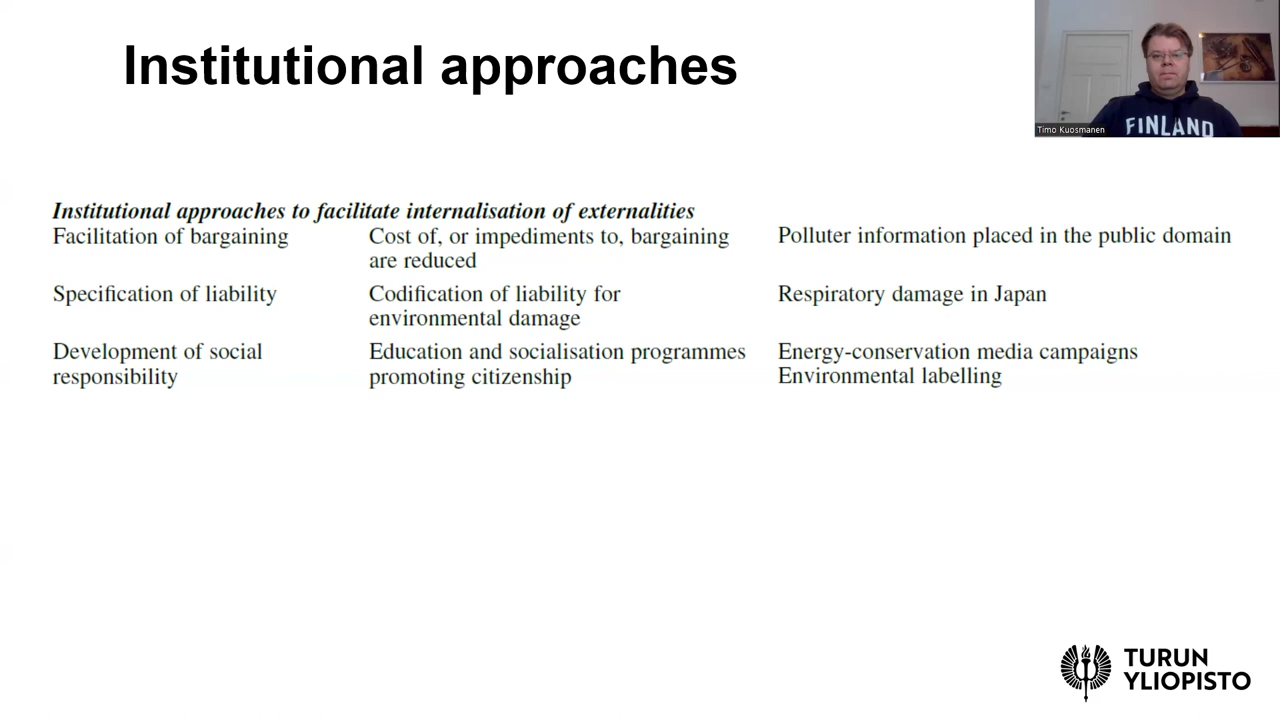 Institutional approaches
Timo Kuosmanen
FINLAND
Institutional approaches to facilitate internalisation of externalities
Facilitation of bargaining
Cost of, or impediments to, bargaining
are reduced
Polluter information placed in the public domain
Specification of liability
Codification of liability for
environmental damage
Respiratory damage in Japan
Development of social
responsibility
Education and socialisation programmes
promoting citizenship
Energy-conservation media campaigns
Environmental labelling
TURUN
YLIOPISTO